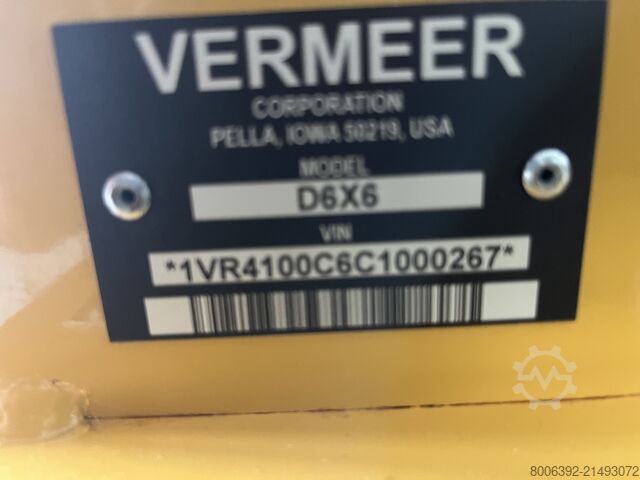 VERMEER
CORPORATION
PELLA, IOWA 50219, USA
MODEL
D6X6
VIN
*1VR4100C6C1000267*
8006392-21493072